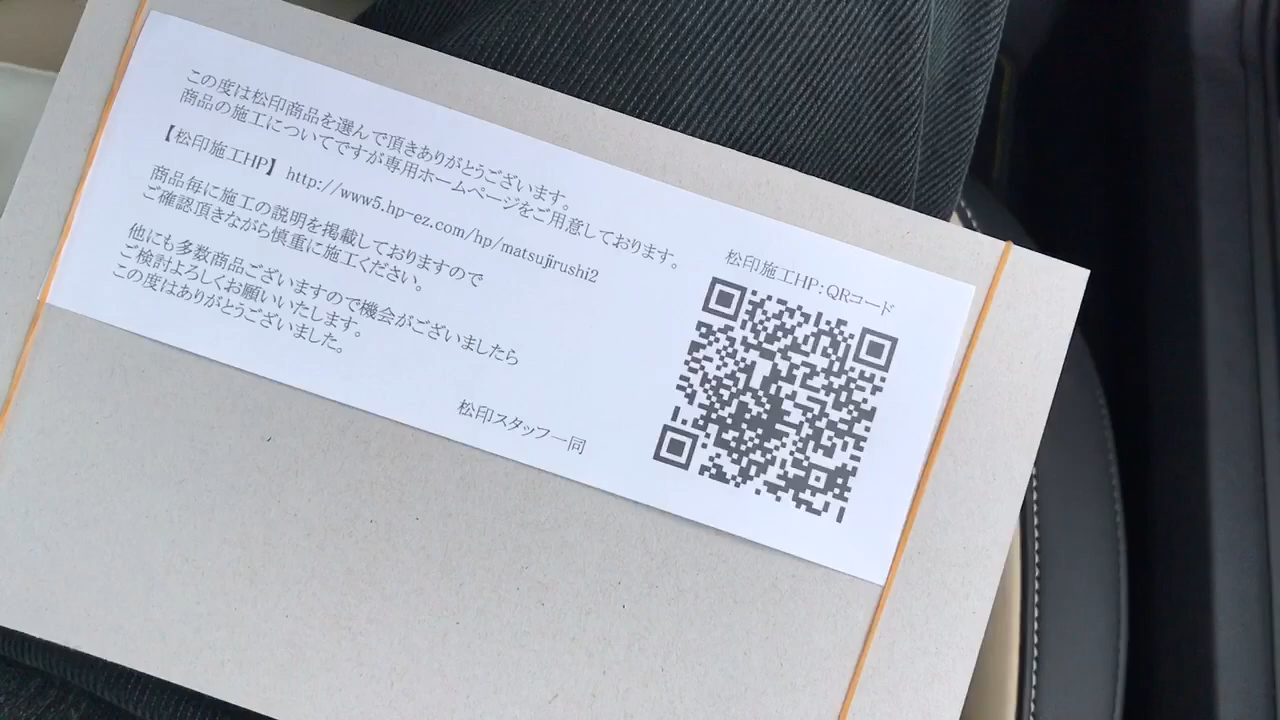 この度は松印商品を選んで頂きありがとうございます。
商品の施工についてですが専用ホームページをご用意しております。
【松印施工HP】 http://www5.hp-ez.com/hp/matsujirushi2
商品毎に施工の説明を掲載しておりますので
ご確認頂きながら慎重に施工ください。
他にも多数商品ございますので機会がございましたら
ご検討よろしくお願いいたします。
この度はありがとうございました。
松印スタッフ一同
松印施工HP:QRコード